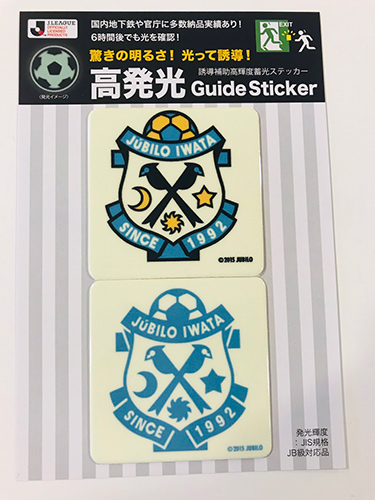 J.LEAGUE
OFFICIALLY
LICENSED
PRODUCTS
国内地下鉄や官庁に多数納品実績あり!
6時間後でも光を確認!
EXIT
驚きの明るさ! 光って誘導!
〈発光イメージ〉
高発光
誘導補助高輝度蓄光ステッカー
Guide Sticker
JÚBILO IWATA
SINCE 1992
©2015 JUBILO
JÚBILO IWATA
SINCE 1992
©2015 JUBILO
発光輝度
:JIS規格
JB級対応品